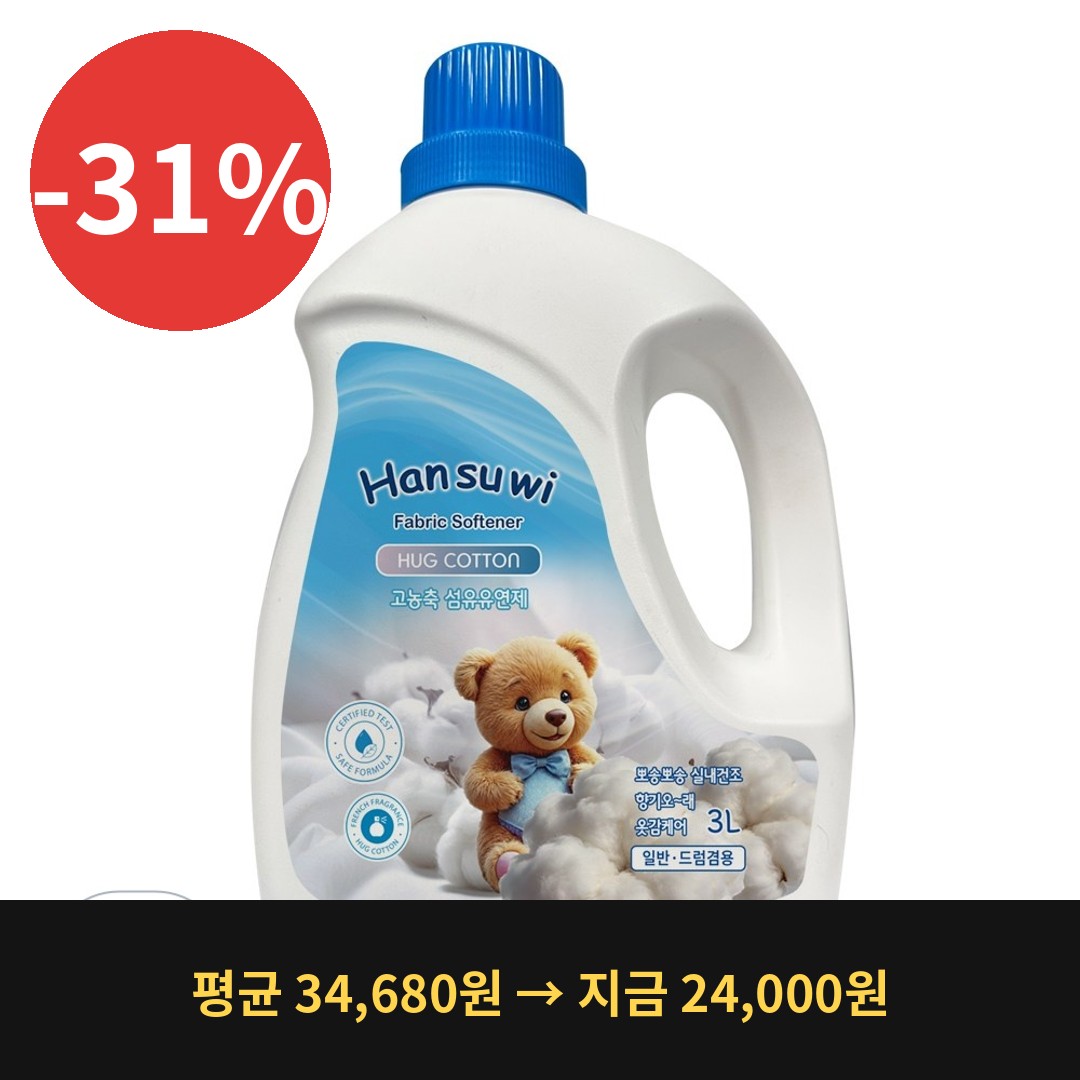 -31%
Han su wi
Fabric Softener
HUG COTTON
고농축 섬유유연제
CERTIFIED TEST
SAFE FORMULA
FRENCH FRAGRANCE
HUG COTTON
뽀송뽀송 실내건조
향기오~래
옷감케어 3L
일반·드럼겸용
평균 34,680원 → 지금 24,000원